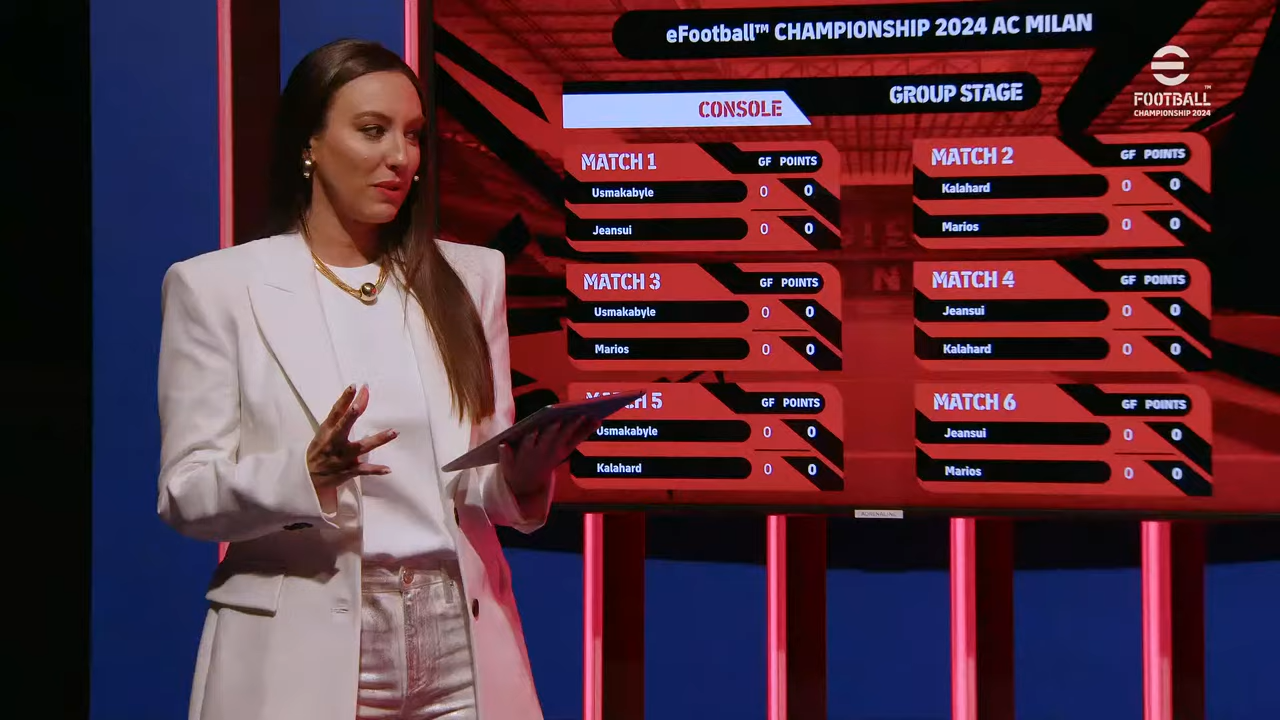 eFootball™ CHAMPIONSHIP 2024 AC MILAN
CONSOLE
GROUP STAGE
FOOTBALL™
CHAMPIONSHIP 2024
MATCH 1 GF POINTS
Usmakabyle 0 0
Jeansui 0 0
MATCH 2 GF POINTS
Kalahard 0 0
Marios 0 0
MATCH 3 GF POINTS
Usmakabyle 0 0
Marios 0 0
MATCH 4 GF POINTS
Jeansui 0 0
Kalahard 0 0
MATCH 5 GF POINTS
Usmakabyle 0 0
Kalahard 0 0
MATCH 6 GF POINTS
Jeansui 0 0
Marios 0 0